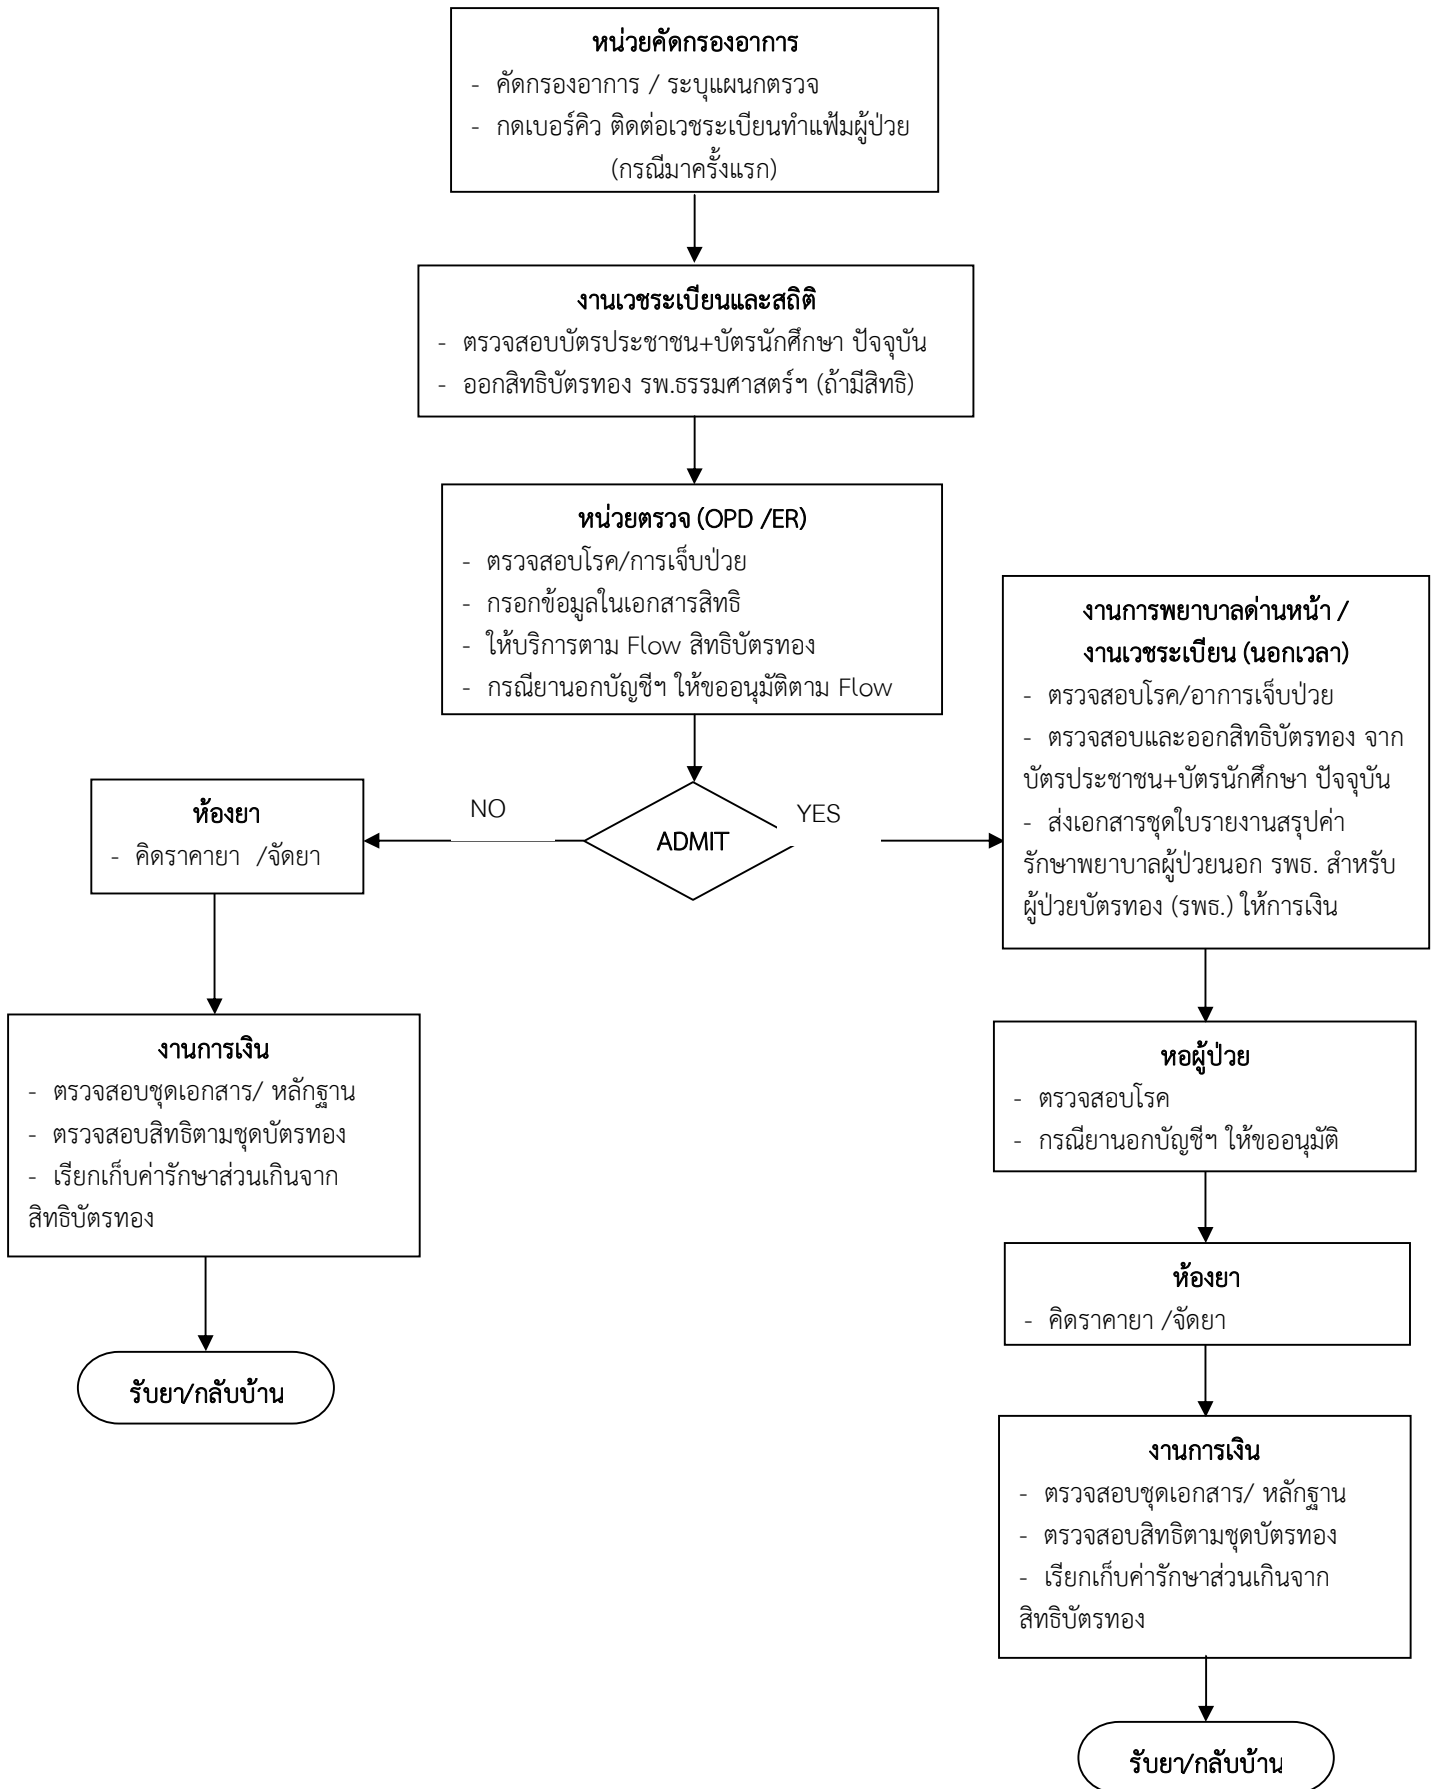 หน่วยคัดกรองอาการ
- คัดกรองอาการ / ระบุแผนกตรวจ
- กดเบอร์คิว ติดต่อเวชระเบียนทำแฟ้มผู้ป่วย
(กรณีมาครั้งแรก)
งานเวชระเบียนและสถิติ
- ตรวจสอบบัตรประชาชน+บัตรนักศึกษา ปัจจุบัน
- ออกสิทธิบัตรทอง รพ.ธรรมศาสตร์ฯ (ถ้ามีสิทธิ)
หน่วยตรวจ (OPD /ER)
- ตรวจสอบโรค/การเจ็บป่วย
- กรอกข้อมูลในเอกสารสิทธิ
- ให้บริการตาม Flow สิทธิบัตรทอง
- กรณียานอกบัญชีฯ ให้ขออนุมัติตาม Flow
ADMIT
NO
YES
ห้องยา
- คิดราคายา /จัดยา
งานการเงิน
- ตรวจสอบชุดเอกสาร/ หลักฐาน
- ตรวจสอบสิทธิตามชุดบัตรทอง
- เรียกเก็บค่ารักษาส่วนเกินจาก
สิทธิบัตรทอง
รับยา/กลับบ้าน
งานการพยาบาลด่านหน้า /
งานเวชระเบียน (นอกเวลา)
- ตรวจสอบโรค/อาการเจ็บป่วย
- ตรวจสอบและออกสิทธิบัตรทอง จาก
บัตรประชาชน+บัตรนักศึกษา ปัจจุบัน
- ส่งเอกสารชุดใบรายงานสรุปค่า
รักษาพยาบาลผู้ป่วยนอก รพธ. สำหรับ
ผู้ป่วยบัตรทอง (รพธ.) ให้การเงิน
หอผู้ป่วย
- ตรวจสอบโรค
- กรณียานอกบัญชีฯ ให้ขออนุมัติ
ห้องยา
- คิดราคายา /จัดยา
งานการเงิน
- ตรวจสอบชุดเอกสาร/ หลักฐาน
- ตรวจสอบสิทธิตามชุดบัตรทอง
- เรียกเก็บค่ารักษาส่วนเกินจาก
สิทธิบัตรทอง
รับยา/กลับบ้าน